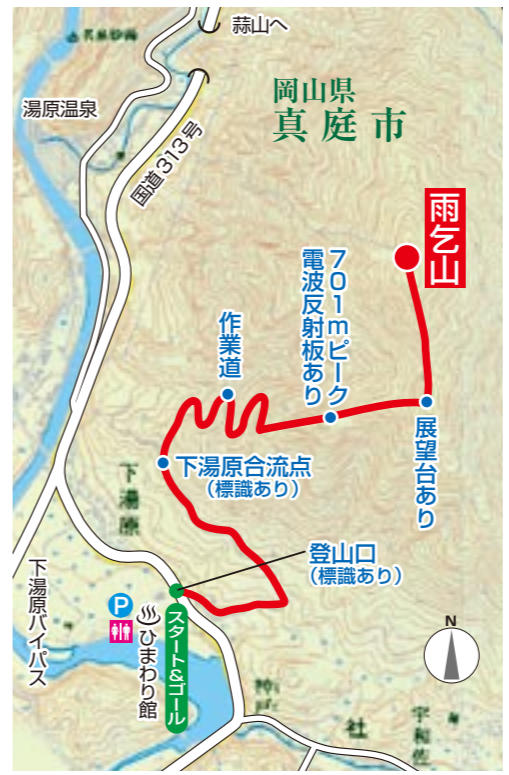 蒜山へ
湯原温泉
国道313号
岡山県
真庭市
雨乞山
701mピーク
電波反射板あり
作業道
展望台あり
下湯原合流点
(標識あり)
下湯原
登山口
(標識あり)
下湯原バイパス
P
ひまわり館
スタート&ゴール
N
社
宇和佐